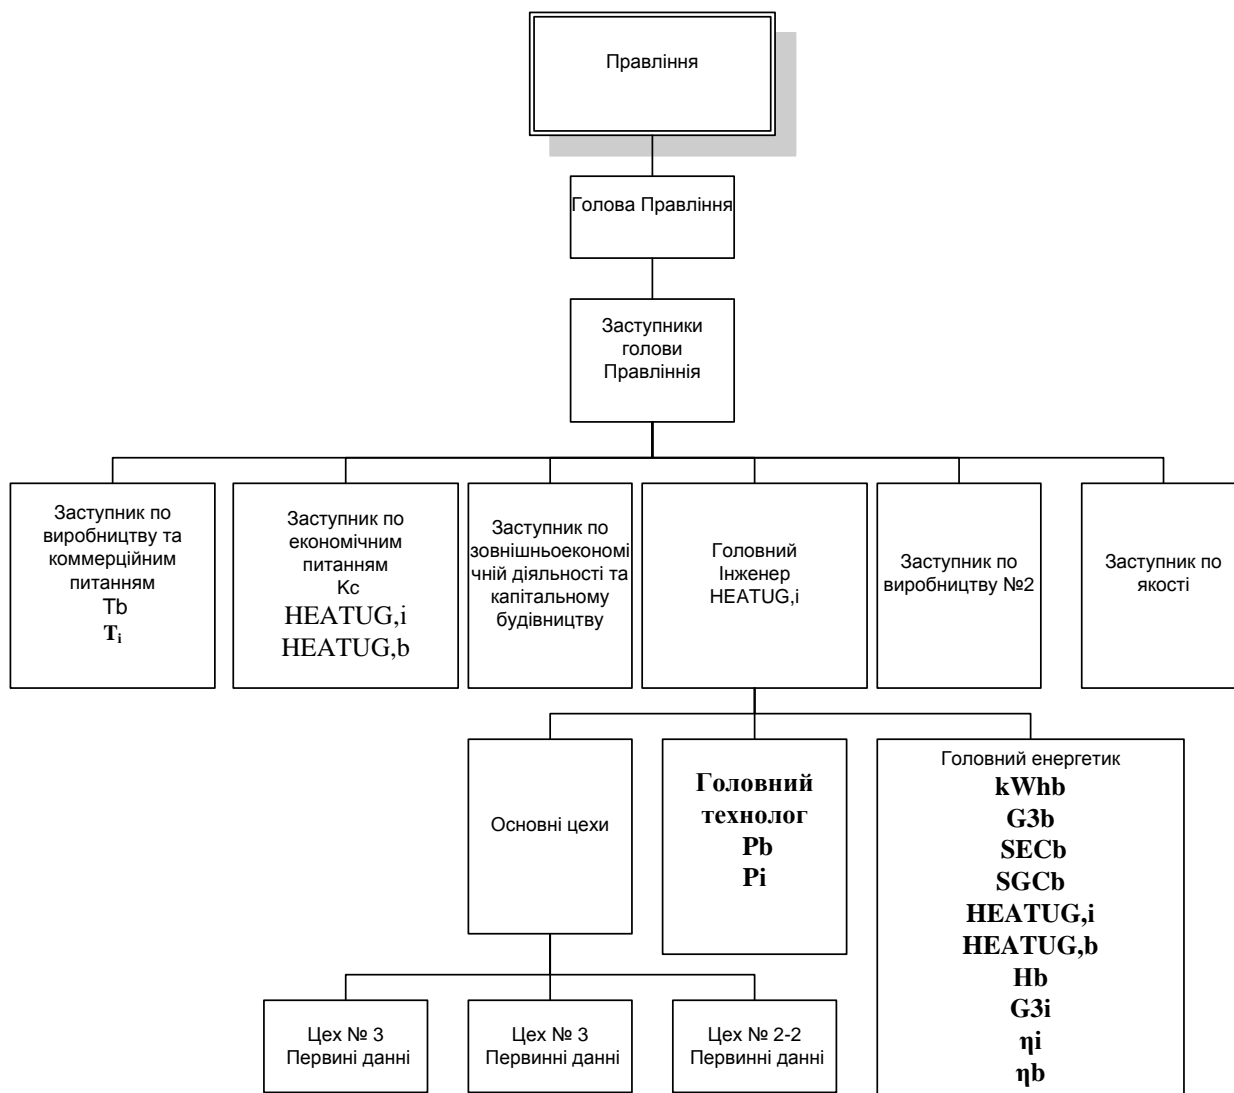 Правління
Голова Правління
Заступники
голови
Правлінняія
Заступник по
виробництву та
коммерційним
питанням
Tb
Tᵢ
Заступник по
економічним
питанням
Kc
HEATUG,i
HEATUG,b
Заступник по
зовнішньоекономі
чній діяльності та
капітальному
будівництву
Головний
Інженер
HEATUG,i
Заступник по
виробництву №2
Заступник по
якості
Основні цехи
Головний
технолог
Pb
Pi
Головний енергетик
kWhb
G3b
SECb
SGCb
HEATUG,i
HEATUG,b
Hb
G3i
ηi
ηb
Цех № 3
Первині данні
Цех № 3
Первинні данні
Цех № 2-2
Первинні данні